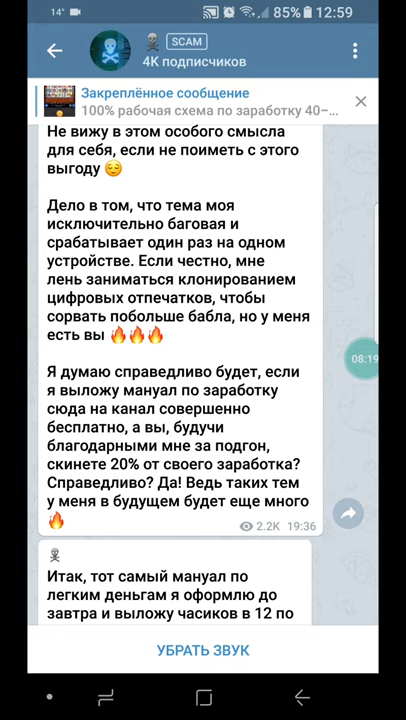 14°
85% 12:59
SCAM
4K подписчиков
Закреплённое сообщение
100% рабочая схема по заработку 40–...
Не вижу в этом особого смысла
для себя, если не поиметь с этого
выгоду 😌
Дело в том, что тема моя
исключительно баговая и
срабатывает один раз на одном
устройстве. Если честно, мне
лень заниматься клонированием
цифровых отпечатков, чтобы
сорвать побольше бабла, но у меня
есть вы 🔥🔥🔥
08:19
Я думаю справедливо будет, если
я выложу мануал по заработку
сюда на канал совершенно
бесплатно, а вы, будучи
благодарными мне за подгон,
скинете 20% от своего заработка?
Справедливо? Да! Ведь таких тем
у меня в будущем будет еще много
🔥
2.2K 19:36
☠
Итак, тот самый мануал по
легким деньгам я оформлю до
завтра и выложу часиков в 12 по
УБРАТЬ ЗВУК